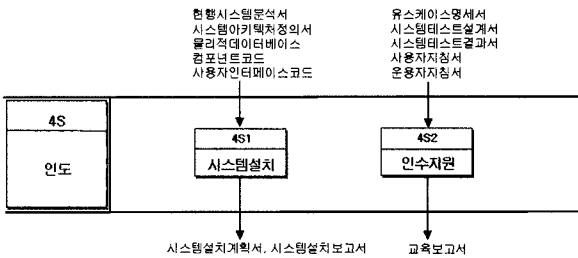 현행시스템분석서
시스템아키텍처정의서
물리적데이터베이스
컴포넌트코드
사용자인터페이스코드
유스케이스명세서
시스템테스트설계서
시스템테스트결과서
사용자지침서
운용자지침서
4S
인도
4S1
시스템설치
4S2
인수지원
시스템설치계획서, 시스템설치보고서
교육보고서